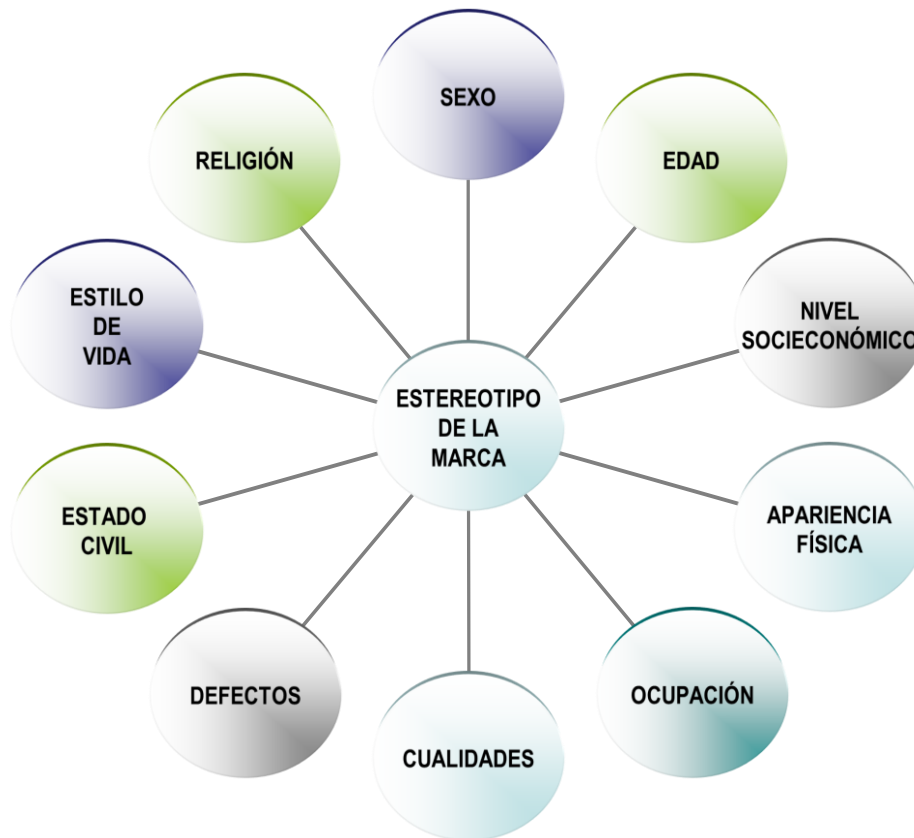 SEXO
RELIGIÓN
EDAD
ESTILO
DE
VIDA
NIVEL
SOCIECONÓMICO
ESTEREOTIPO
DE LA
MARCA
ESTADO
CIVIL
APARIENCIA
FÍSICA
DEFECTOS
OCUPACIÓN
CUALIDADES